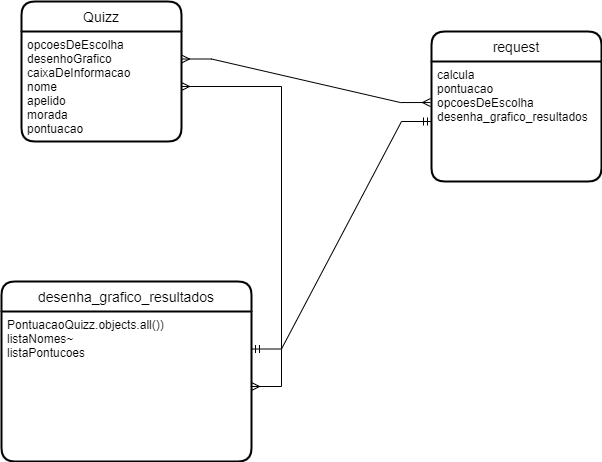 Quizz
opcoesDeEscolha
desenhoGrafico
caixaDeInformacao
nome
apelido
morada
pontuacao
request
calcula
pontuacao
opcoesDeEscolha
desenha_grafico_resultados
desenha_grafico_resultados
PontuacaoQuizz.objects.all())
listaNomes~
listaPontucoes